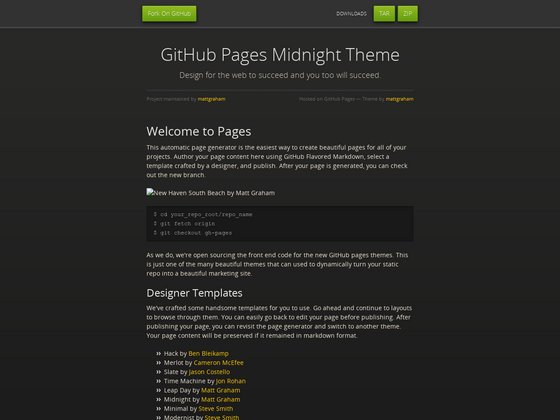 Fork On GitHub DOWNLOADS TAR ZIP
GitHub Pages Midnight Theme
Design for the web to succeed and you too will succeed.
Project maintained by mattgraham Hosted on GitHub Pages — Theme by mattgraham
Welcome to Pages
This automatic page generator is the easiest way to create beautiful pages for all of your
projects. Author your page content here using GitHub Flavored Markdown, select a
template crafted by a designer, and publish. After your page is generated, you can check
out the new branch.
New Haven South Beach by Matt Graham
$ cd your_repo_root/repo_name
$ git fetch origin
$ git checkout gh-pages
As we do, we're open sourcing the front end code for the new GitHub pages themes. This
is just one of the many beautiful themes that can used to dynamically turn your static
repo into a beautiful marketing site.
Designer Templates
We've crafted some handsome templates for you to use. Go ahead and continue to layouts
to browse through them. You can easily go back to edit your page before publishing. After
publishing your page, you can revisit the page generator and switch to another theme.
Your page content will be preserved if it remained in markdown format.
» Hack by Ben Bleikamp
» Merlot by Cameron McEfee
» Slate by Jason Costello
» Time Machine by Jon Rohan
» Leap Day by Matt Graham
» Midnight by Matt Graham
» Minimal by Steve Smith
» Modernist by Steve Smith